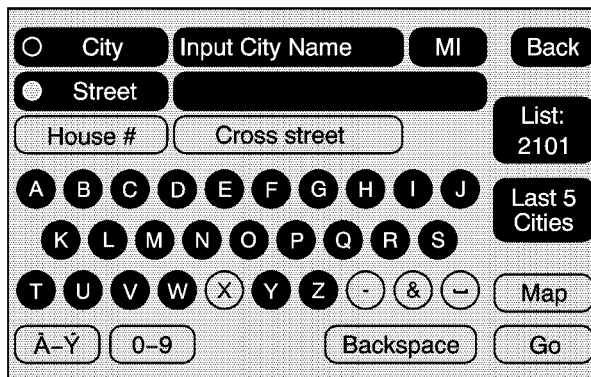 City Input City Name MI Back
Street
List:
2101
House # Cross street
A B C D E F G H I J
Last 5
Cities
K L M N O P Q R S
T U V W X Y Z - & ⌴ Map
Ā–Ý 0–9 Backspace Go